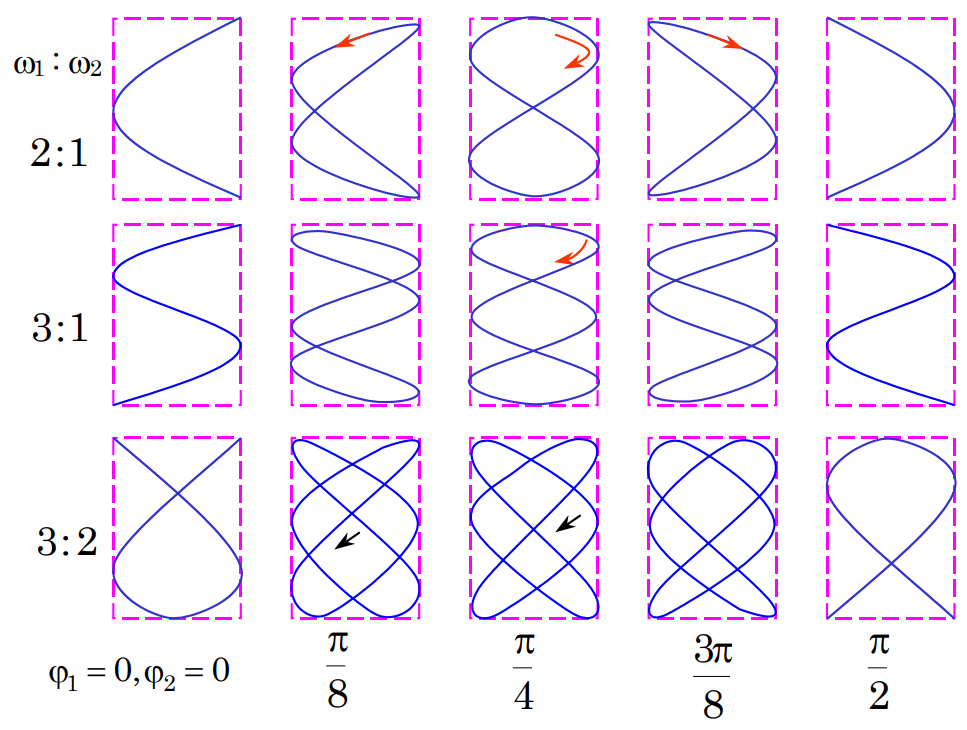 ω₁ : ω₂
2:1
3:1
3:2
φ₁ = 0, φ₂ = 0
π/8
π/4
3π/8
π/2